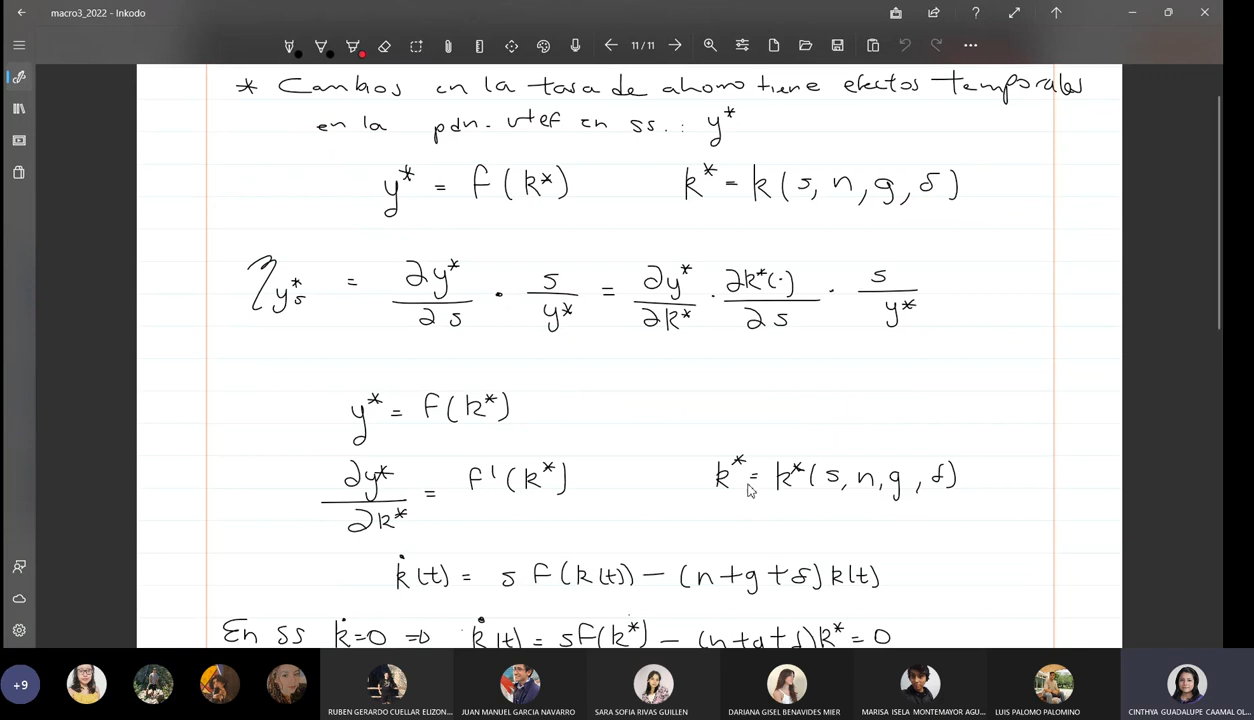 macro3_2022 - Inkodo
11/11
* Cambios en la tasa de ahorro tiene efectos temporales
en la pdn. utef en ss.: y*
y* = f(k*) k* = k(s, n, g, δ)
η y*s = ∂y*/∂s · s/y* = ∂y*/∂k* · ∂k*(·)/∂s · s/y*
y* = f(k*)
∂y*/∂k* = f'(k*) k* = k*(s, n, g, δ)
k̇(t) = s f(k(t)) − (n+g+δ)k(t)
En ss k̇=0 => k̇(t) = sf(k*) − (n+g+δ)k* = 0
+9
RUBEN GERARDO CUELLAR ELIZON...
JUAN MANUEL GARCIA NAVARRO
SARA SOFIA RIVAS GUILLEN
DARIANA GISEL BENAVIDES MIER
MARISA ISELA MONTEMAYOR AGU...
LUIS PALOMO PALOMINO
CINTHYA GUADALUPE CAAMAL OL...